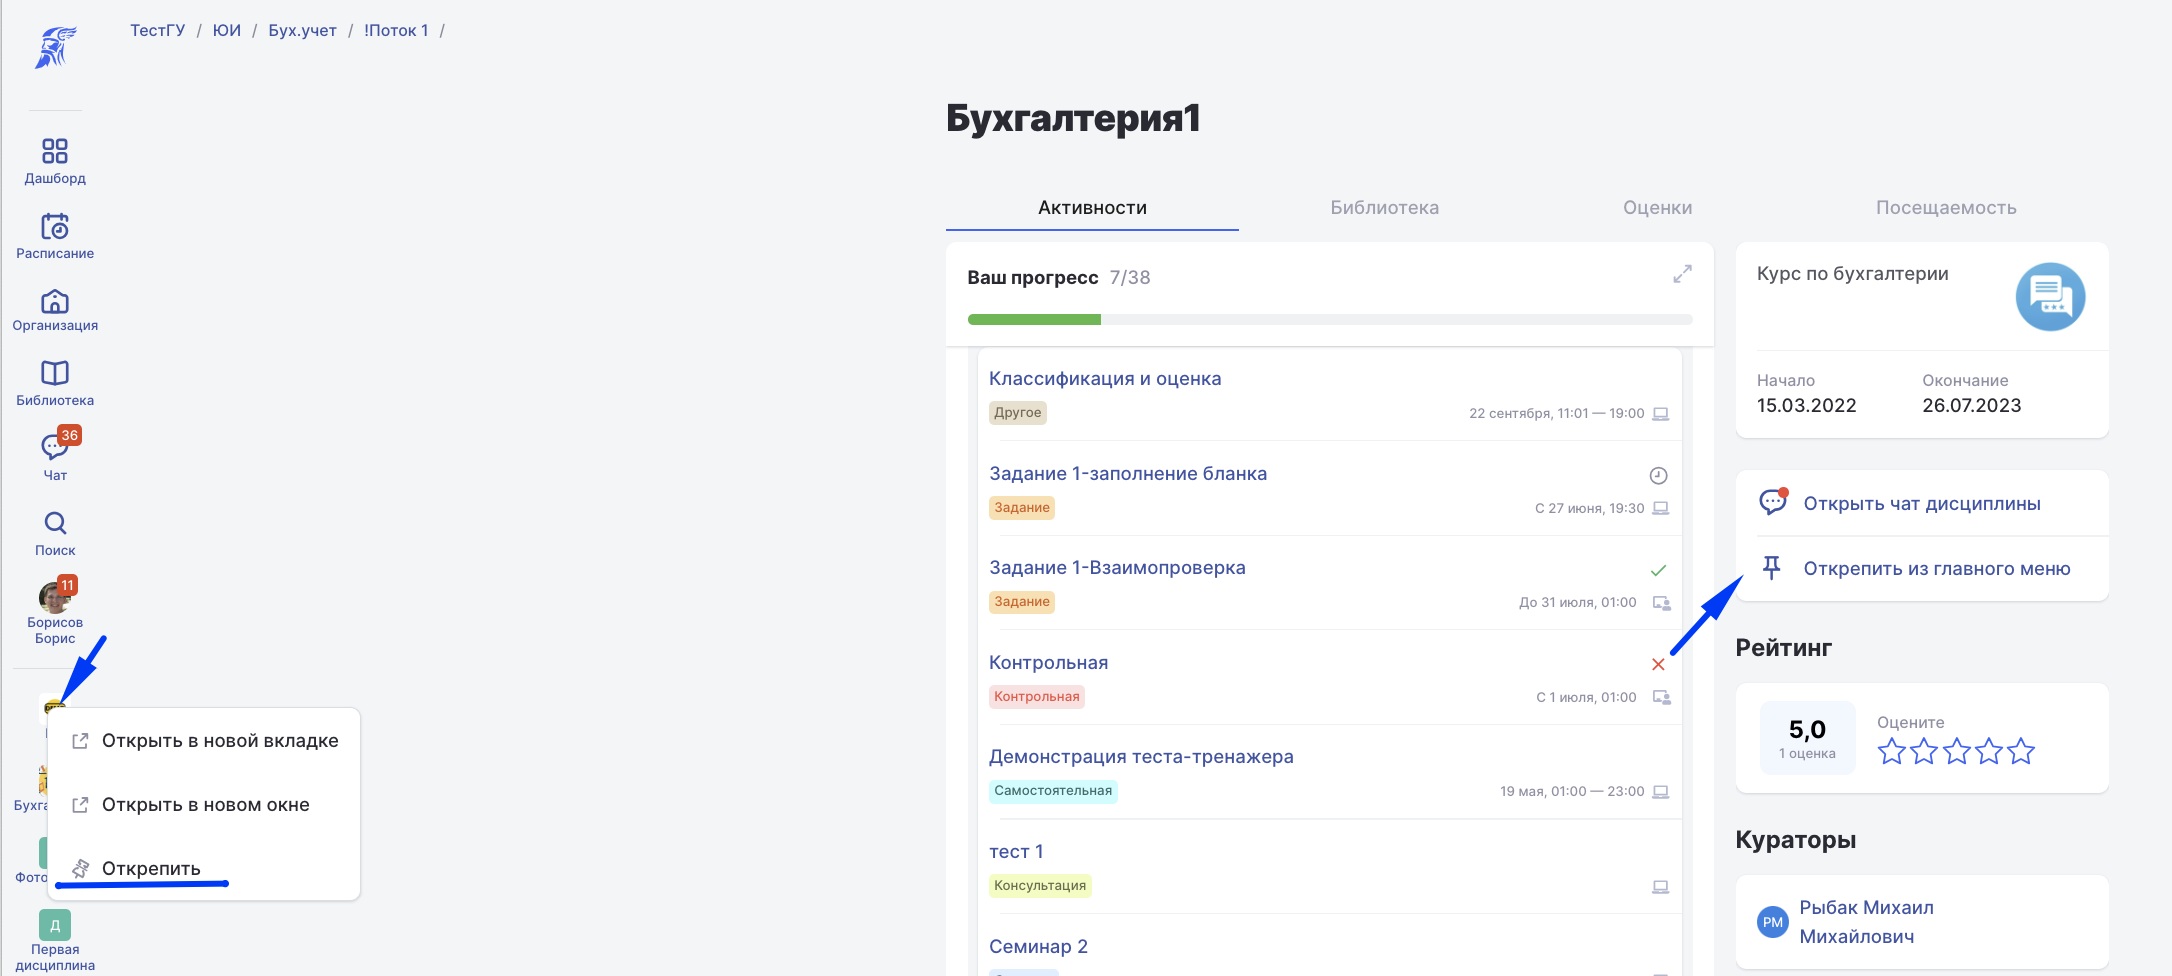 ТестГУ / ЮИ / Бух.учет / !Поток 1 /
Дашборд
Расписание
Организация
Библиотека
36
Чат
Поиск
11
Борисов
Борис
Открыть в новой вкладке
Открыть в новом окне
Открепить
Д
Первая
дисциплина
Бухгалтерия1
Активности
Библиотека
Оценки
Посещаемость
Ваш прогресс 7/38
Классификация и оценка
Другое
22 сентября, 11:01 — 19:00
Задание 1-заполнение бланка
Задание
С 27 июня, 19:30
Задание 1-Взаимопроверка
Задание
До 31 июля, 01:00
Контрольная
Контрольная
С 1 июля, 01:00
Демонстрация теста-тренажера
Самостоятельная
19 мая, 01:00 — 23:00
тест 1
Консультация
Семинар 2
Курс по бухгалтерии
Начало
15.03.2022
Окончание
26.07.2023
Открыть чат дисциплины
Открепить из главного меню
Рейтинг
5,0
1 оценка
Оцените
Кураторы
РМ
Рыбак Михаил
Михайлович